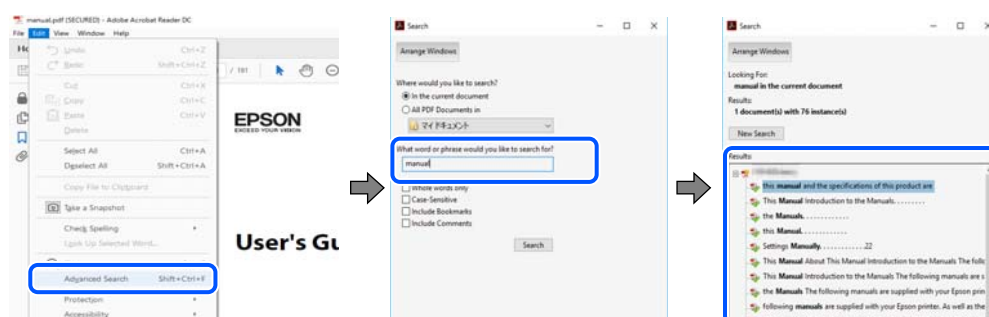 manual.pdf (SECURED) - Adobe Acrobat Reader DC
File Edit View Window Help
Undo Ctrl+Z
Redo Shift+Ctrl+Z
Cut Ctrl+X
Copy Ctrl+C
Paste Ctrl+V
Delete
Select All Ctrl+A
Deselect All Shift+Ctrl+A
Copy File to Clipboard
Take a Snapshot
Check Spelling
Look Up Selected Word...
Advanced Search Shift+Ctrl+F
Protection
Accessibility
/ 181
EPSON
EXCEED YOUR VISION
User's Gu
Search
Arrange Windows
Where would you like to search?
In the current document
All PDF Documents in
マイ ドキュメント
What word or phrase would you like to search for?
manual
Whole words only
Case-Sensitive
Include Bookmarks
Include Comments
Search
Search
Arrange Windows
Looking For:
manual in the current document
Results:
1 document(s) with 76 instance(s)
New Search
Results:
this manual and the specifications of this product are
This Manual Introduction to the Manuals. . . . . . . . .
the Manuals. . . . . . . . . . . . .
this Manual. . . . . . . . . . . . .
Settings Manually. . . . . . . . . . . . .22
This Manual About This Manual Introduction to the Manuals The follo
This Manual Introduction to the Manuals The following manuals are s
the Manuals The following manuals are supplied with your Epson prin
following manuals are supplied with your Epson printer. As well as the